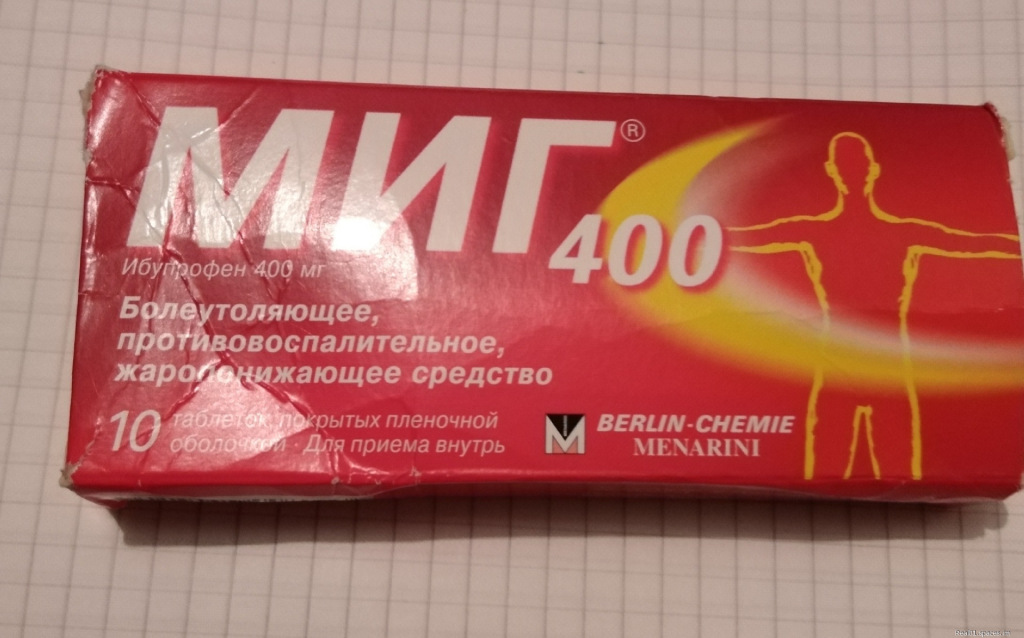 МИГ®
400
Ибупрофен 400 мг
Болеутоляющее,
противовоспалительное,
жаропонижающее средство
10 таблеток, покрытых пленочной
оболочкой · Для приема внутрь
BERLIN-CHEMIE
MENARINI